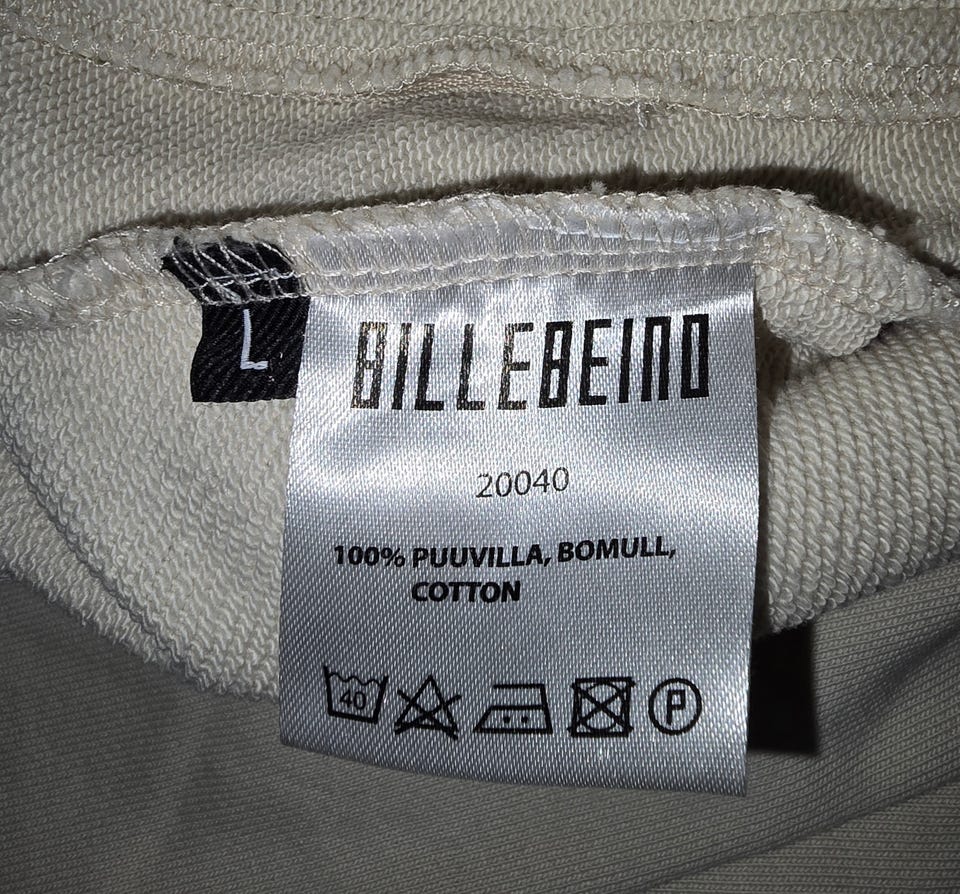 L
BILLEBEINO
20040
100% PUUVILLA, BOMULL,
COTTON
40
P